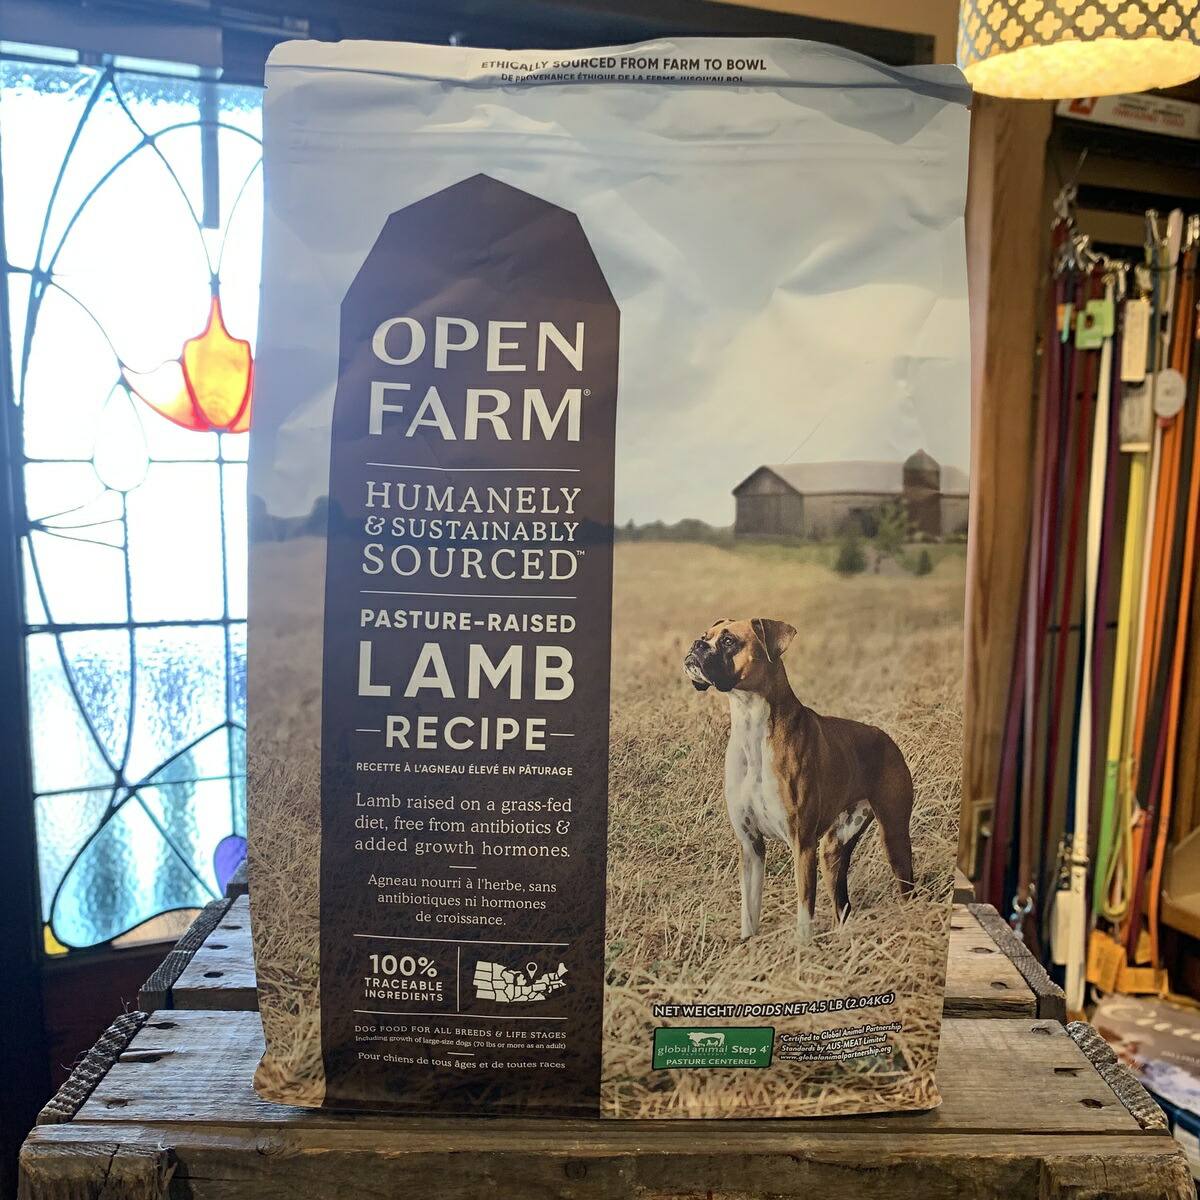 ETHICALLY SOURCED FROM FARM TO BOWL
DE PROVENANCE ÉTHIQUE DE LA FERME JUSQU'AU BOL
OPEN
FARM®
HUMANELY
& SUSTAINABLY
SOURCED™
PASTURE-RAISED
LAMB
RECIPE
RECETTE À L'AGNEAU ÉLEVÉ EN PÂTURAGE
Lamb raised on a grass-fed
diet, free from antibiotics &
added growth hormones.
Agneau nourri à l'herbe, sans
antibiotiques ni hormones
de croissance.
100%
TRACEABLE
INGREDIENTS
DOG FOOD FOR ALL BREEDS & LIFE STAGES
Including growth of large-size dogs (70 lbs or more as an adult)
Pour chiens de tous âges et de toutes races
NET WEIGHT / POIDS NET 4.5 LB (2.04KG)
globalanimal Step 4*
PASTURE CENTERED
*Certified to Global Animal Partnership
Standards by AUS-MEAT Limited
www.globalanimalpartnership.org